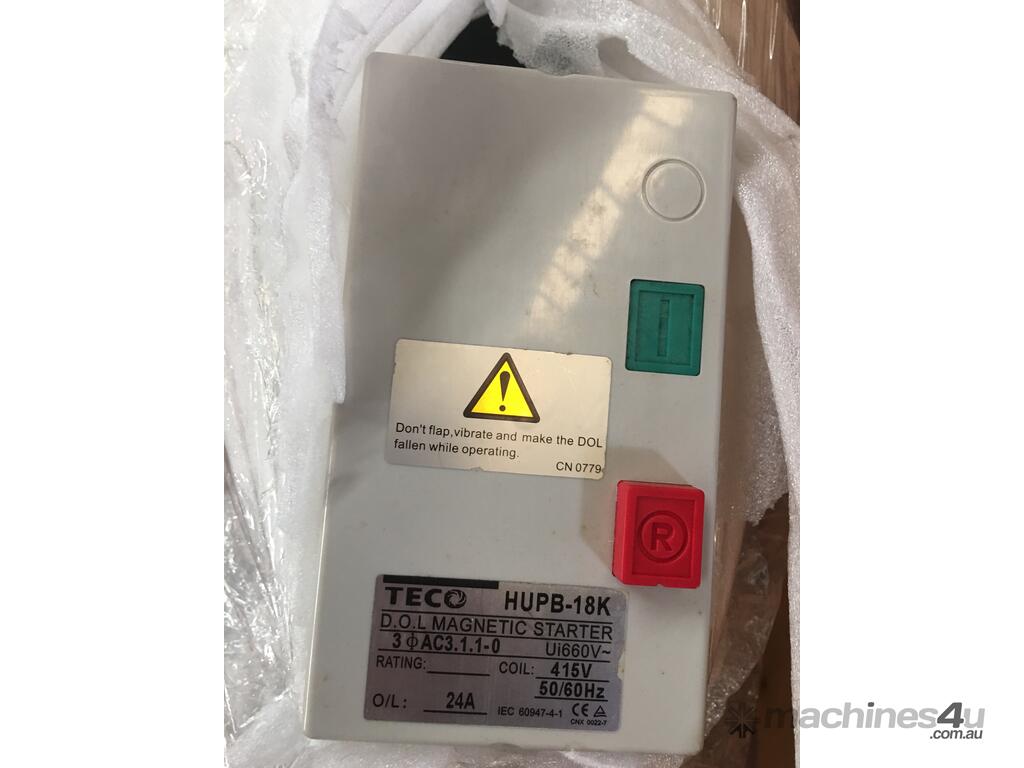 I
Don't flap,vibrate and make the DOL
fallen while operating.
CN 0779
R
TECO HUPB-18K
D.O.L MAGNETIC STARTER
3 ϕ AC3.1.1-0 Ui660V~
RATING: COIL: 415V
50/60Hz
O/L: 24A IEC 60947-4-1 CE
CNX 0022-7
machines4u
.com.au